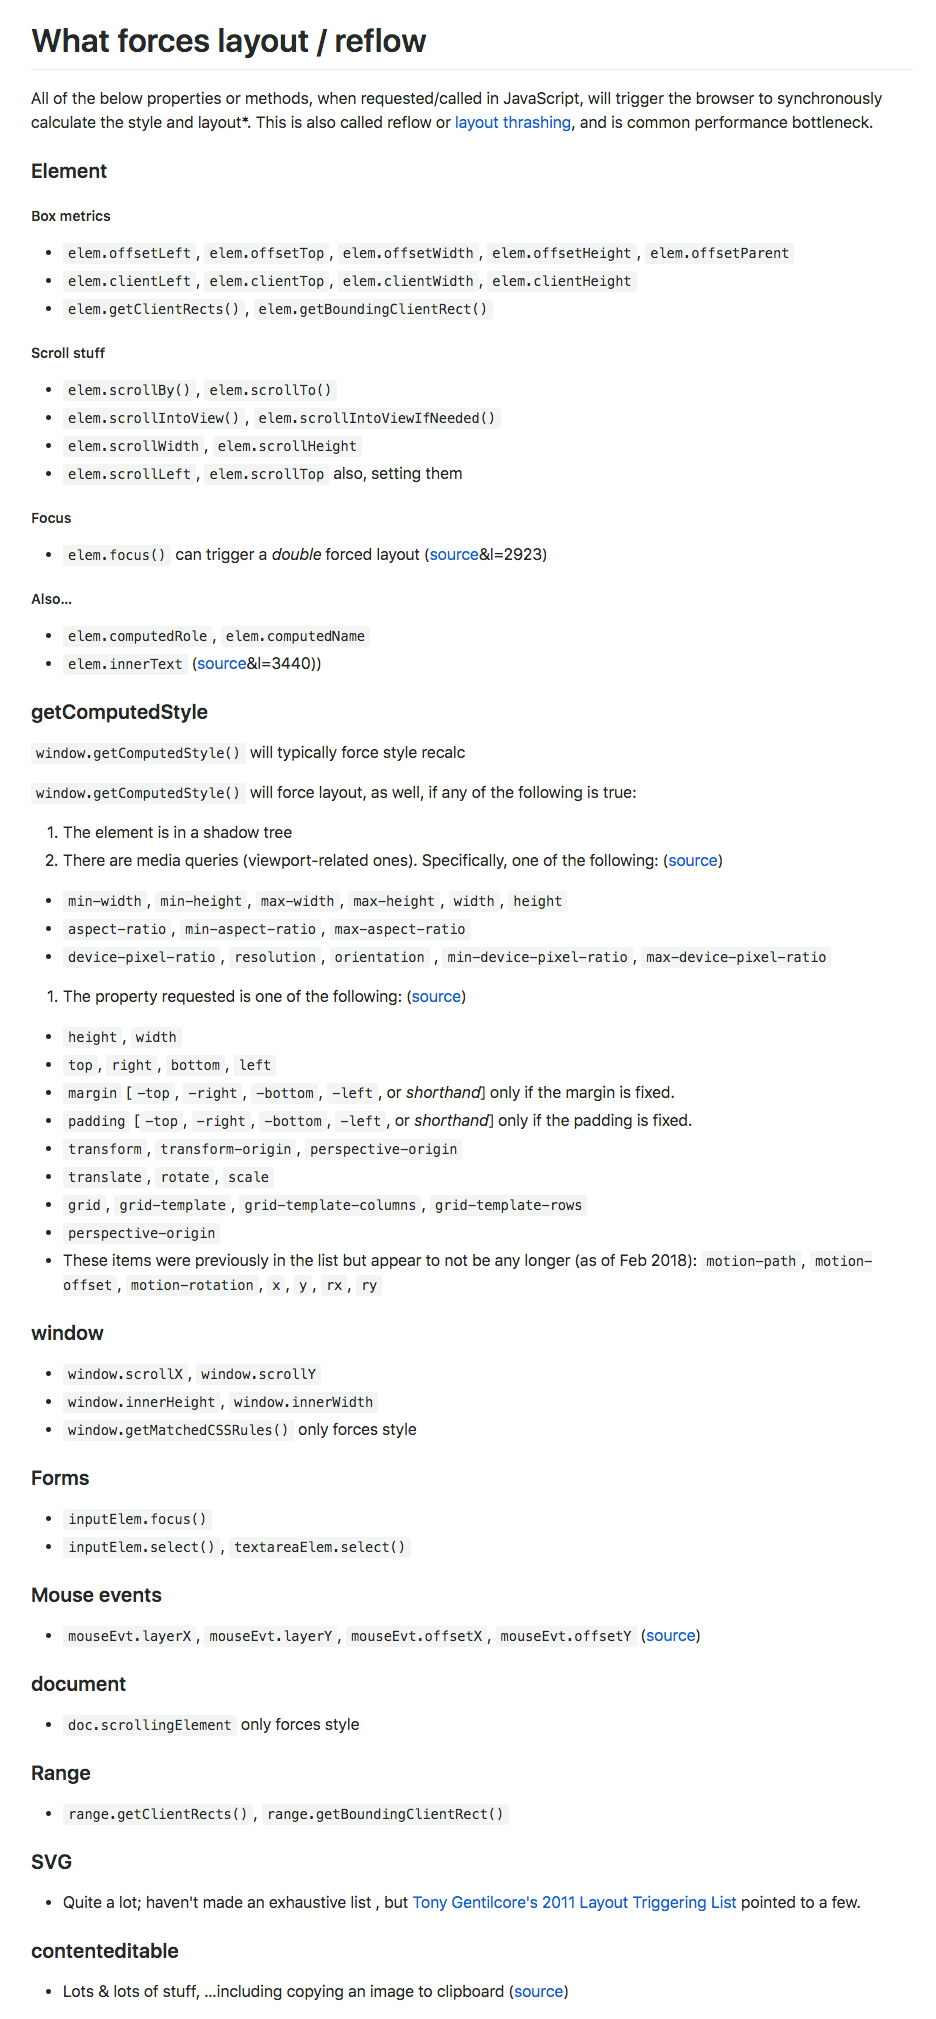 What forces layout / reflow
All of the below properties or methods, when requested/called in JavaScript, will trigger the browser to synchronously
calculate the style and layout*. This is also called reflow or layout thrashing, and is common performance bottleneck.
Element
Box metrics
• elem.offsetLeft , elem.offsetTop , elem.offsetWidth , elem.offsetHeight , elem.offsetParent
• elem.clientLeft , elem.clientTop , elem.clientWidth , elem.clientHeight
• elem.getClientRects() , elem.getBoundingClientRect()
Scroll stuff
• elem.scrollBy() , elem.scrollTo()
• elem.scrollIntoView() , elem.scrollIntoViewIfNeeded()
• elem.scrollWidth , elem.scrollHeight
• elem.scrollLeft , elem.scrollTop also, setting them
Focus
• elem.focus() can trigger a double forced layout (source&l=2923)
Also…
• elem.computedRole , elem.computedName
• elem.innerText (source&l=3440))
getComputedStyle
window.getComputedStyle() will typically force style recalc
window.getComputedStyle() will force layout, as well, if any of the following is true:
1. The element is in a shadow tree
2. There are media queries (viewport-related ones). Specifically, one of the following: (source)
• min-width , min-height , max-width , max-height , width , height
• aspect-ratio , min-aspect-ratio , max-aspect-ratio
• device-pixel-ratio , resolution , orientation , min-device-pixel-ratio , max-device-pixel-ratio
1. The property requested is one of the following: (source)
• height , width
• top , right , bottom , left
• margin [ -top , -right , -bottom , -left , or shorthand] only if the margin is fixed.
• padding [ -top , -right , -bottom , -left , or shorthand] only if the padding is fixed.
• transform , transform-origin , perspective-origin
• translate , rotate , scale
• grid , grid-template , grid-template-columns , grid-template-rows
• perspective-origin
• These items were previously in the list but appear to not be any longer (as of Feb 2018): motion-path , motion-
offset , motion-rotation , x , y , rx , ry
window
• window.scrollX , window.scrollY
• window.innerHeight , window.innerWidth
• window.getMatchedCSSRules() only forces style
Forms
• inputElem.focus()
• inputElem.select() , textareaElem.select()
Mouse events
• mouseEvt.layerX , mouseEvt.layerY , mouseEvt.offsetX , mouseEvt.offsetY (source)
document
• doc.scrollingElement only forces style
Range
• range.getClientRects() , range.getBoundingClientRect()
SVG
• Quite a lot; haven't made an exhaustive list , but Tony Gentilcore's 2011 Layout Triggering List pointed to a few.
contenteditable
• Lots & lots of stuff, …including copying an image to clipboard (source)